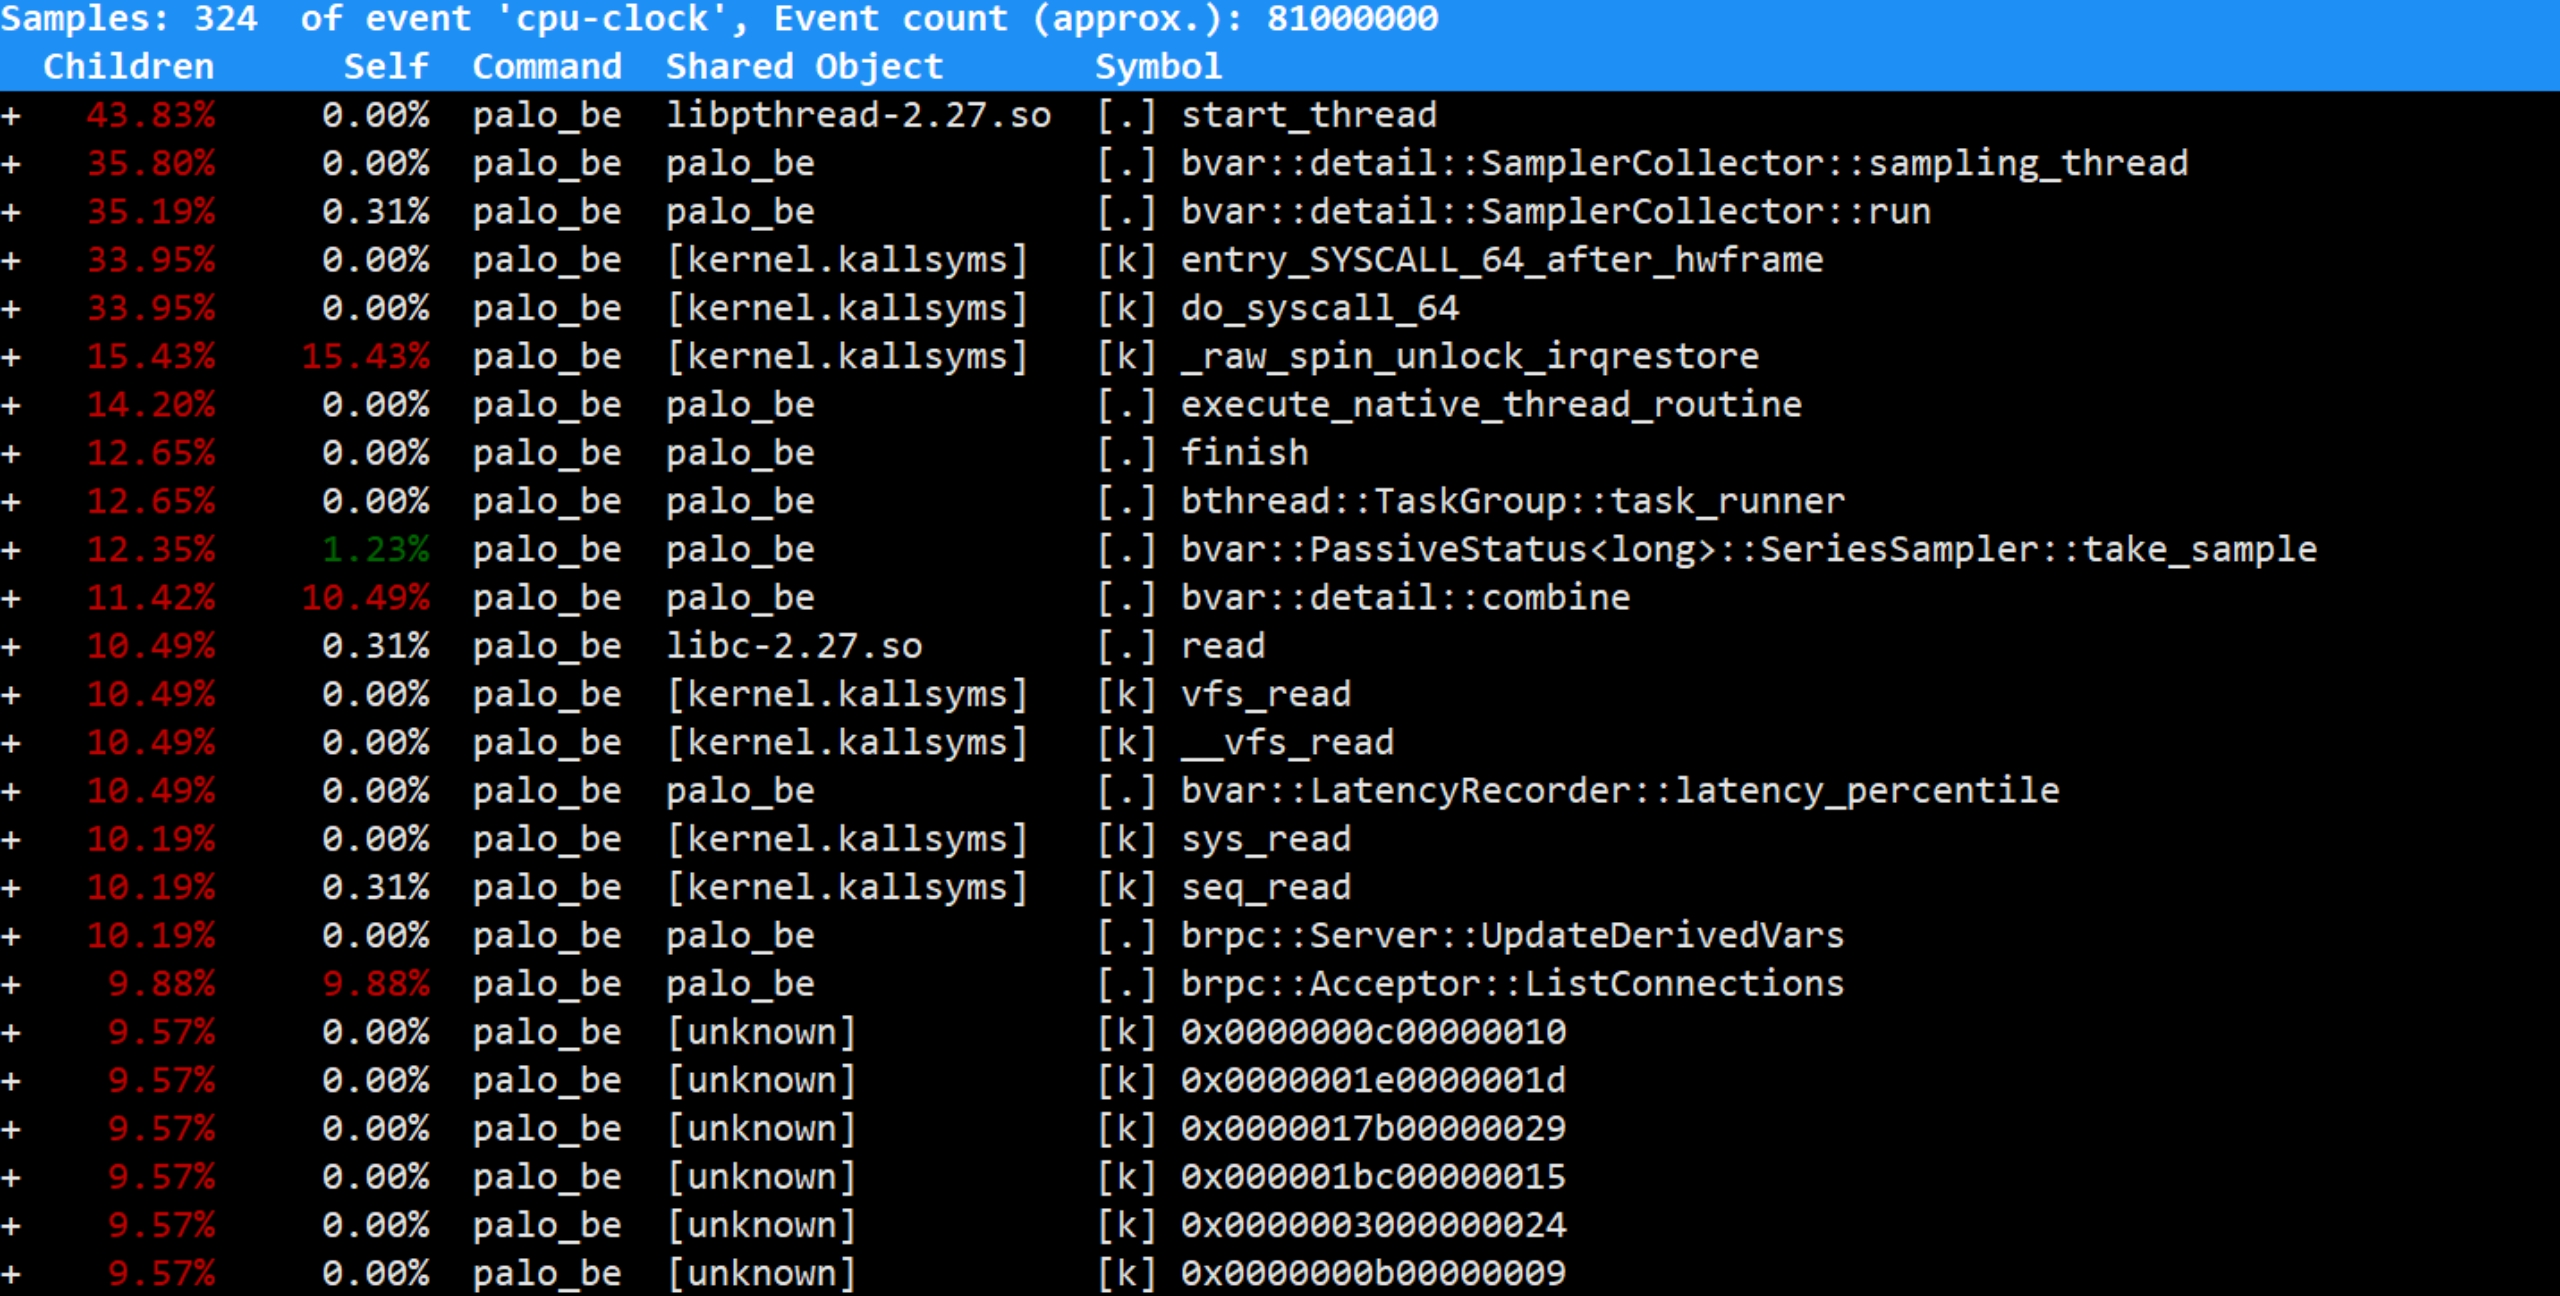 Samples: 324  of event 'cpu-clock', Event count (approx.): 81000000
  Children      Self  Command  Shared Object       Symbol
+   43.83%     0.00%  palo_be  libpthread-2.27.so  [.] start_thread
+   35.80%     0.00%  palo_be  palo_be             [.] bvar::detail::SamplerCollector::sampling_thread
+   35.19%     0.31%  palo_be  palo_be             [.] bvar::detail::SamplerCollector::run
+   33.95%     0.00%  palo_be  [kernel.kallsyms]   [k] entry_SYSCALL_64_after_hwframe
+   33.95%     0.00%  palo_be  [kernel.kallsyms]   [k] do_syscall_64
+   15.43%    15.43%  palo_be  [kernel.kallsyms]   [k] _raw_spin_unlock_irqrestore
+   14.20%     0.00%  palo_be  palo_be             [.] execute_native_thread_routine
+   12.65%     0.00%  palo_be  palo_be             [.] finish
+   12.65%     0.00%  palo_be  palo_be             [.] bthread::TaskGroup::task_runner
+   12.35%     1.23%  palo_be  palo_be             [.] bvar::PassiveStatus<long>::SeriesSampler::take_sample
+   11.42%    10.49%  palo_be  palo_be             [.] bvar::detail::combine
+   10.49%     0.31%  palo_be  libc-2.27.so        [.] read
+   10.49%     0.00%  palo_be  [kernel.kallsyms]   [k] vfs_read
+   10.49%     0.00%  palo_be  [kernel.kallsyms]   [k] __vfs_read
+   10.49%     0.00%  palo_be  palo_be             [.] bvar::LatencyRecorder::latency_percentile
+   10.19%     0.00%  palo_be  [kernel.kallsyms]   [k] sys_read
+   10.19%     0.31%  palo_be  [kernel.kallsyms]   [k] seq_read
+   10.19%     0.00%  palo_be  palo_be             [.] brpc::Server::UpdateDerivedVars
+    9.88%     9.88%  palo_be  palo_be             [.] brpc::Acceptor::ListConnections
+    9.57%     0.00%  palo_be  [unknown]           [k] 0x0000000c00000010
+    9.57%     0.00%  palo_be  [unknown]           [k] 0x0000001e0000001d
+    9.57%     0.00%  palo_be  [unknown]           [k] 0x0000017b00000029
+    9.57%     0.00%  palo_be  [unknown]           [k] 0x000001bc00000015
+    9.57%     0.00%  palo_be  [unknown]           [k] 0x0000003000000024
+    9.57%     0.00%  palo_be  [unknown]           [k] 0x0000000b00000009